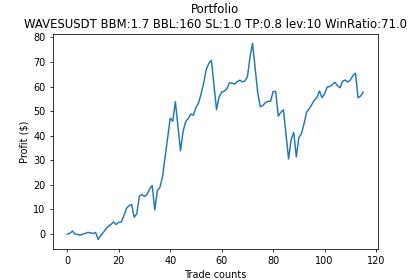 Portfolio
WAVESUSDT BBM:1.7 BBL:160 SL:1.0 TP:0.8 lev:10 WinRatio:71.0
80
70
60
50
40
30
20
10
0
Profit ($)
0 20 40 60 80 100 120
Trade counts